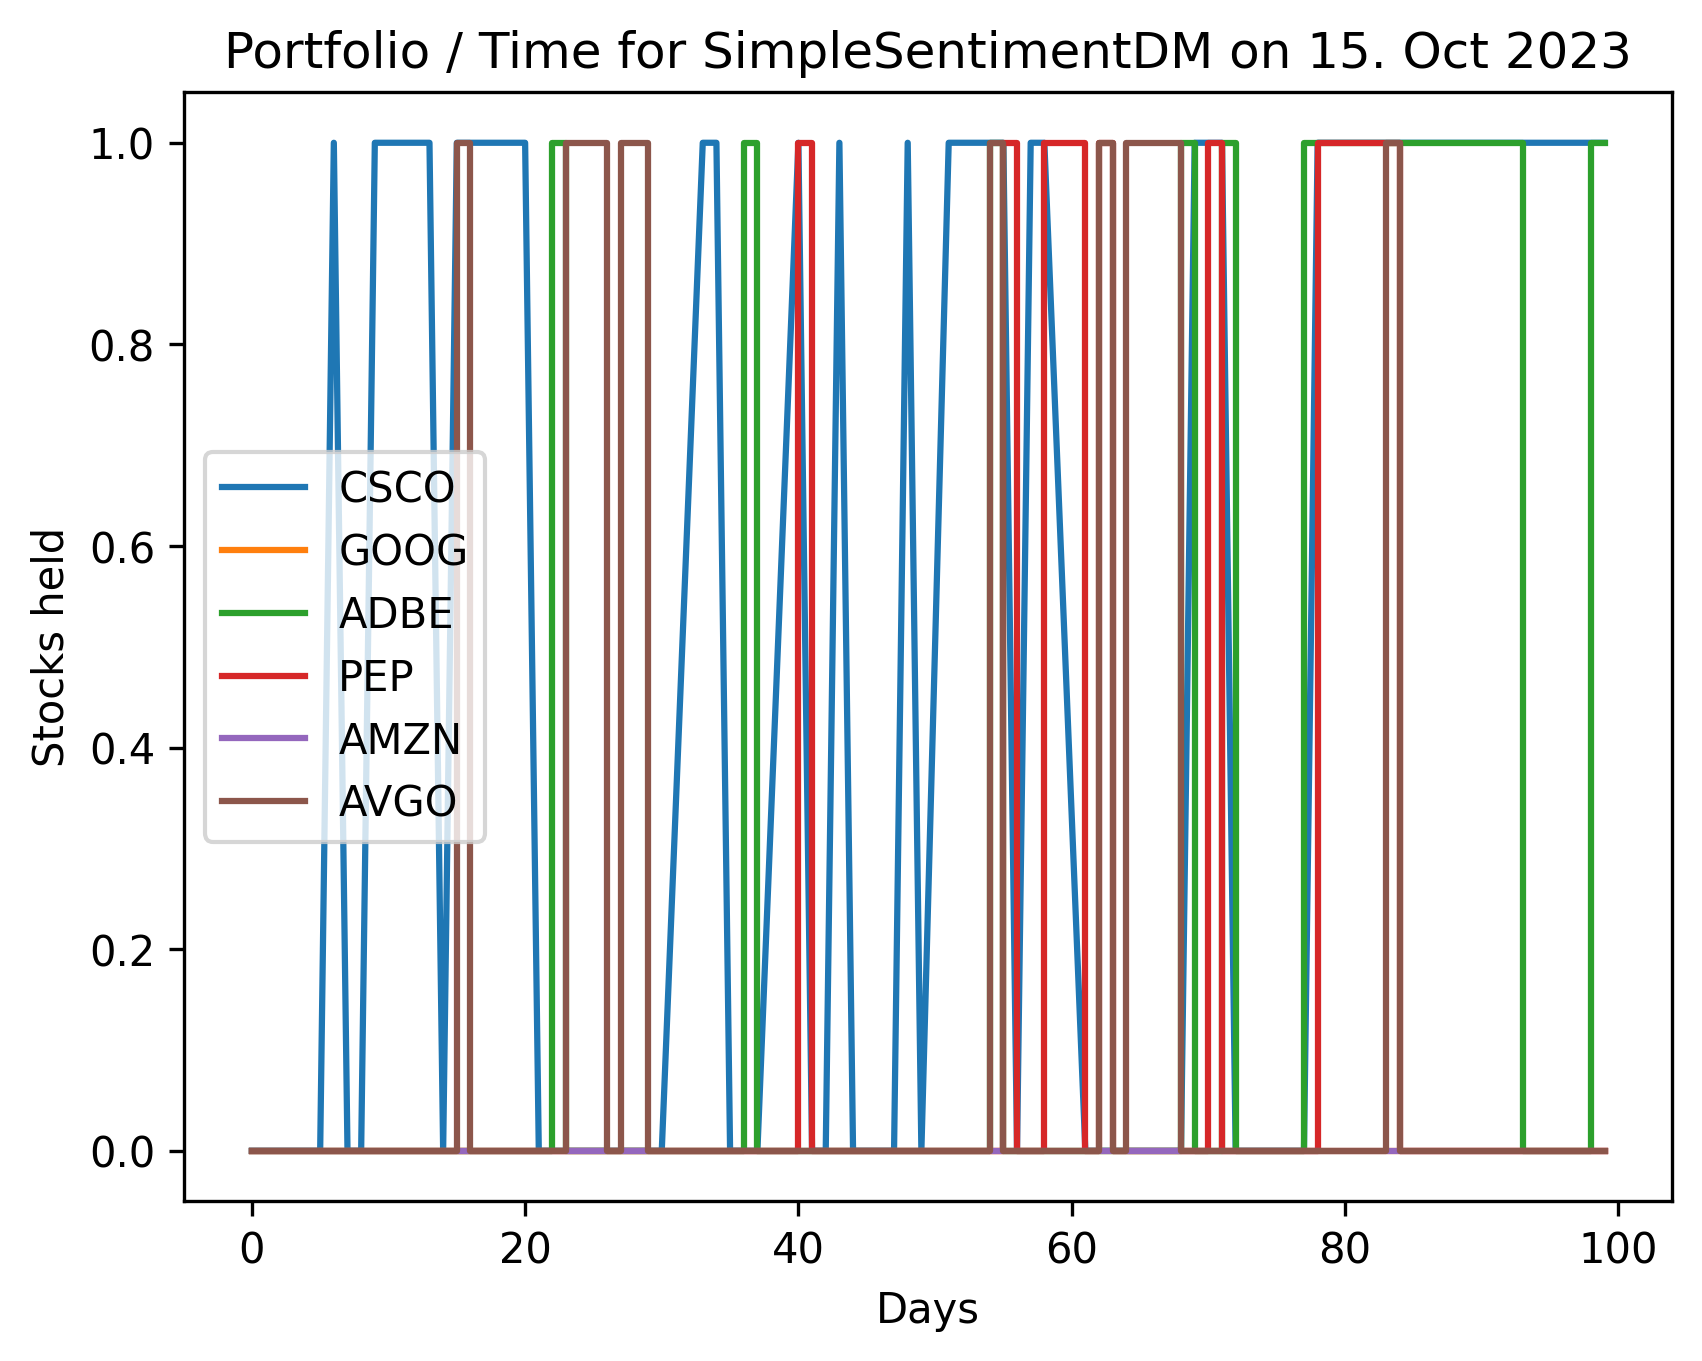 Portfolio / Time for SimpleSentimentDM on 15. Oct 2023
1.0
0.8
0.6
0.4
0.2
0.0
Stocks held
CSCO
GOOG
ADBE
PEP
AMZN
AVGO
0 20 40 60 80 100
Days